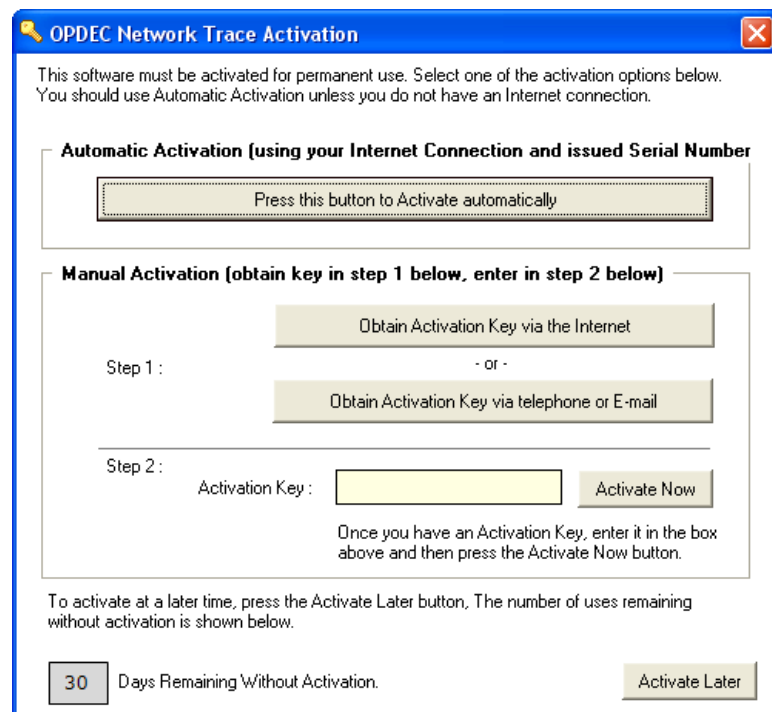 OPDEC Network Trace Activation
This software must be activated for permanent use. Select one of the activation options below.
You should use Automatic Activation unless you do not have an Internet connection.
Automatic Activation (using your Internet Connection and issued Serial Number
Press this button to Activate automatically
Manual Activation (obtain key in step 1 below, enter in step 2 below)
Obtain Activation Key via the Internet
Step 1 :
- or -
Obtain Activation Key via telephone or E-mail
Step 2 :
Activation Key :
Activate Now
Once you have an Activation Key, enter it in the box
above and then press the Activate Now button.
To activate at a later time, press the Activate Later button, The number of uses remaining
without activation is shown below.
30 Days Remaining Without Activation.
Activate Later